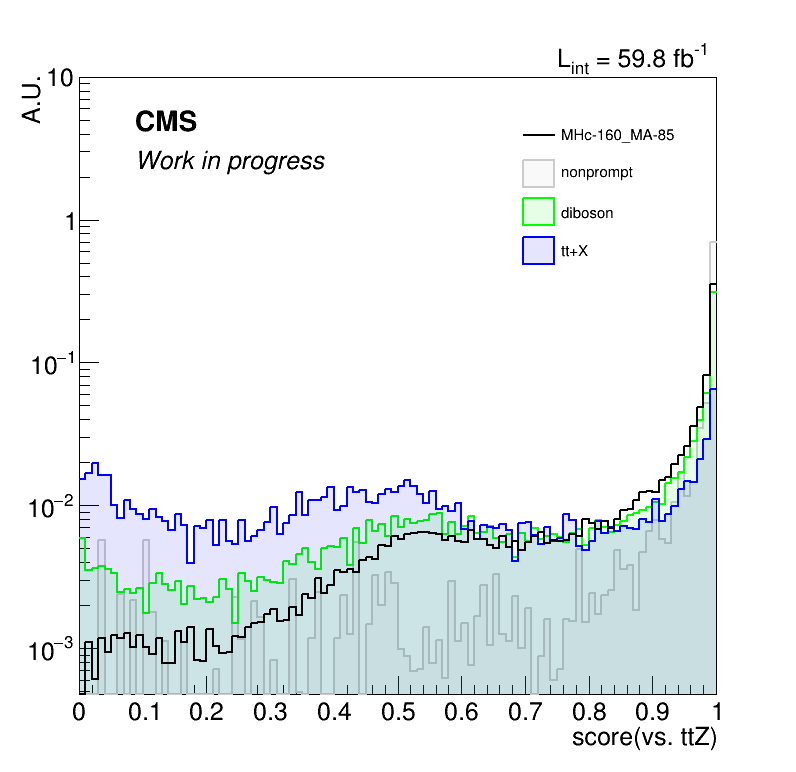 L_int = 59.8 fb^-1
A.U.
10
CMS
Work in progress
MHc-160_MA-85
nonprompt
diboson
tt+X
1
10^−1
10^−2
10^−3
0 0.1 0.2 0.3 0.4 0.5 0.6 0.7 0.8 0.9 1
score(vs. ttZ)